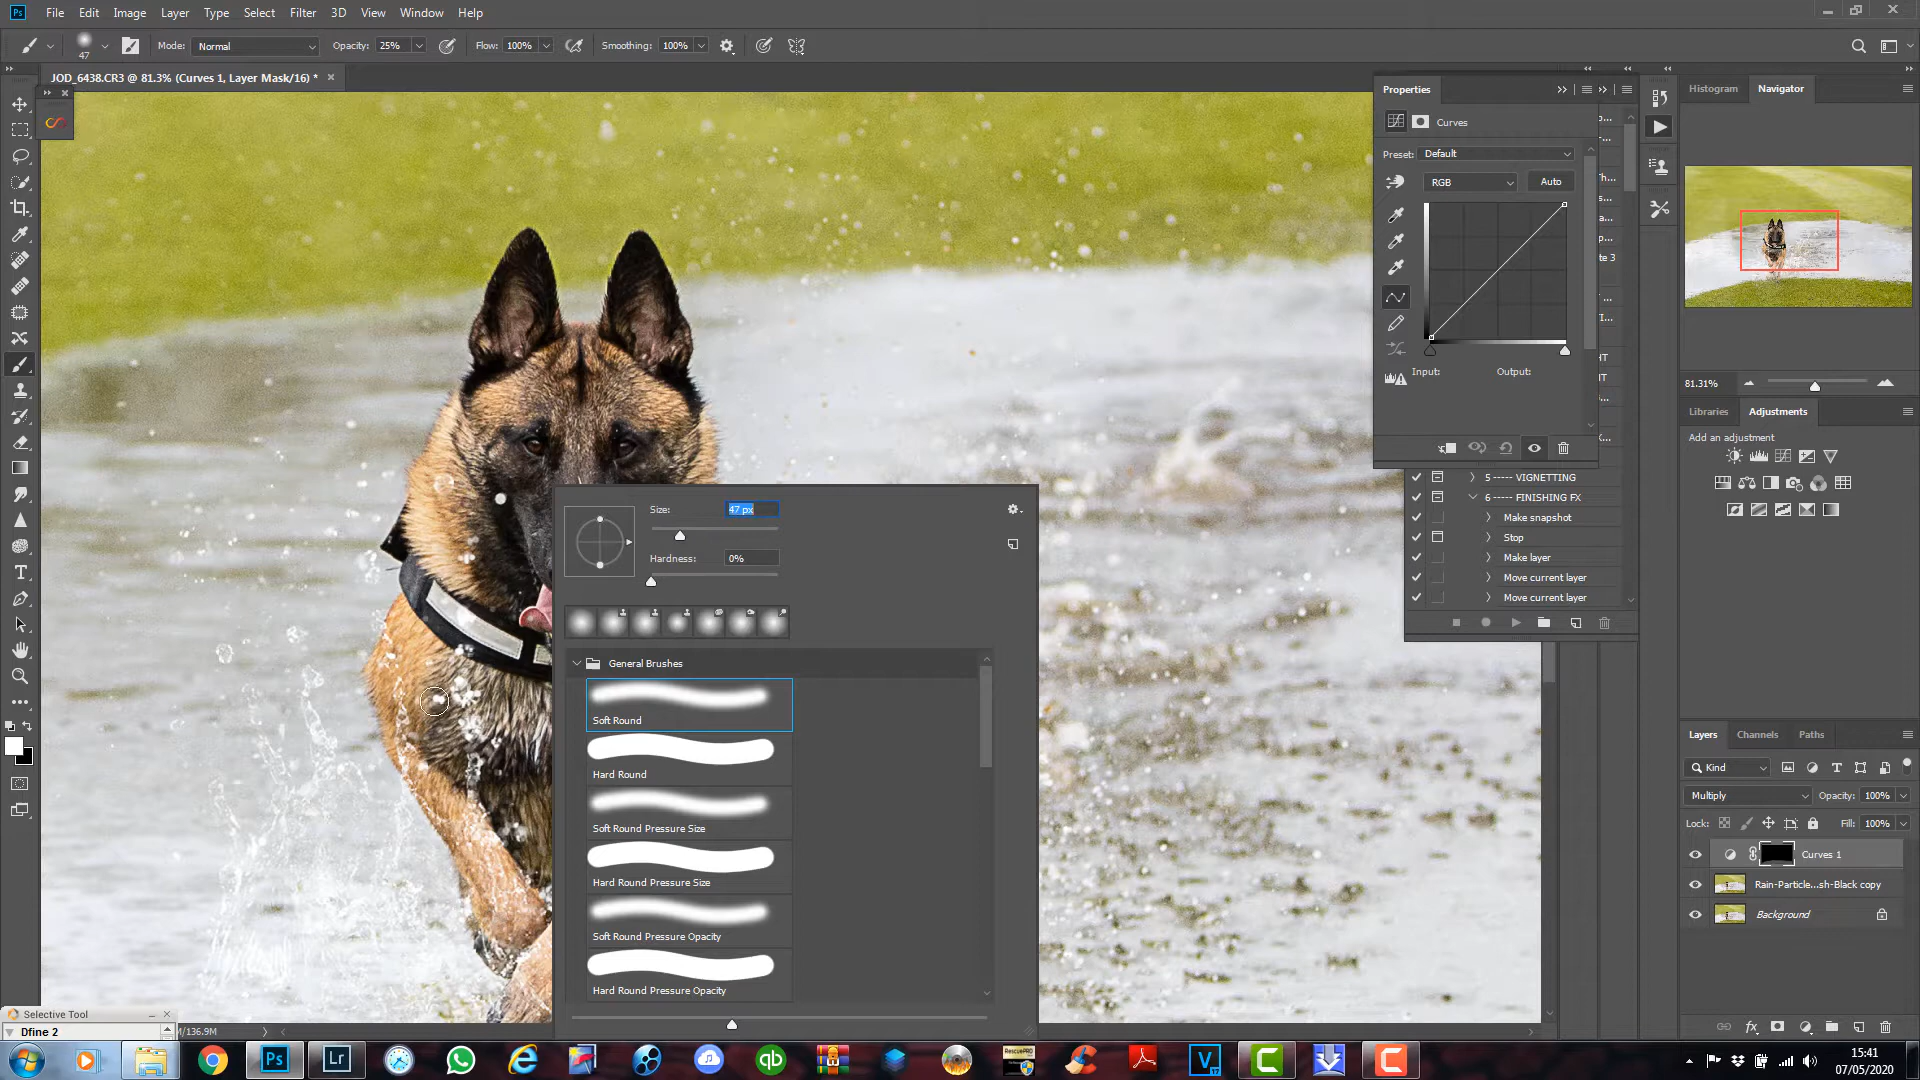 Ps File Edit Image Layer Type Select Filter 3D View Window Help
47 Mode: Normal Opacity: 25% Flow: 100% Smoothing: 100%
JOD_6438.CR3 @ 81.3% (Curves 1, Layer Mask/16) *
Properties
Curves
Preset: Default
RGB Auto
Input: Output:
5 ----- VIGNETTING
6 ----- FINISHING FX
Make snapshot
Stop
Make layer
Move current layer
Move current layer
Histogram Navigator
81.31%
Libraries Adjustments
Add an adjustment
Size: 47 px
Hardness: 0%
General Brushes
Soft Round
Hard Round
Soft Round Pressure Size
Hard Round Pressure Size
Soft Round Pressure Opacity
Hard Round Pressure Opacity
Layers Channels Paths
Kind
Multiply Opacity: 100%
Lock: Fill: 100%
Curves 1
Rain-Particle...sh-Black copy
Background
Selective Tool
Dfine 2
M/136.9M
Ps Lr
qb
RescuePRO
V
C
C
15:41
07/05/2020